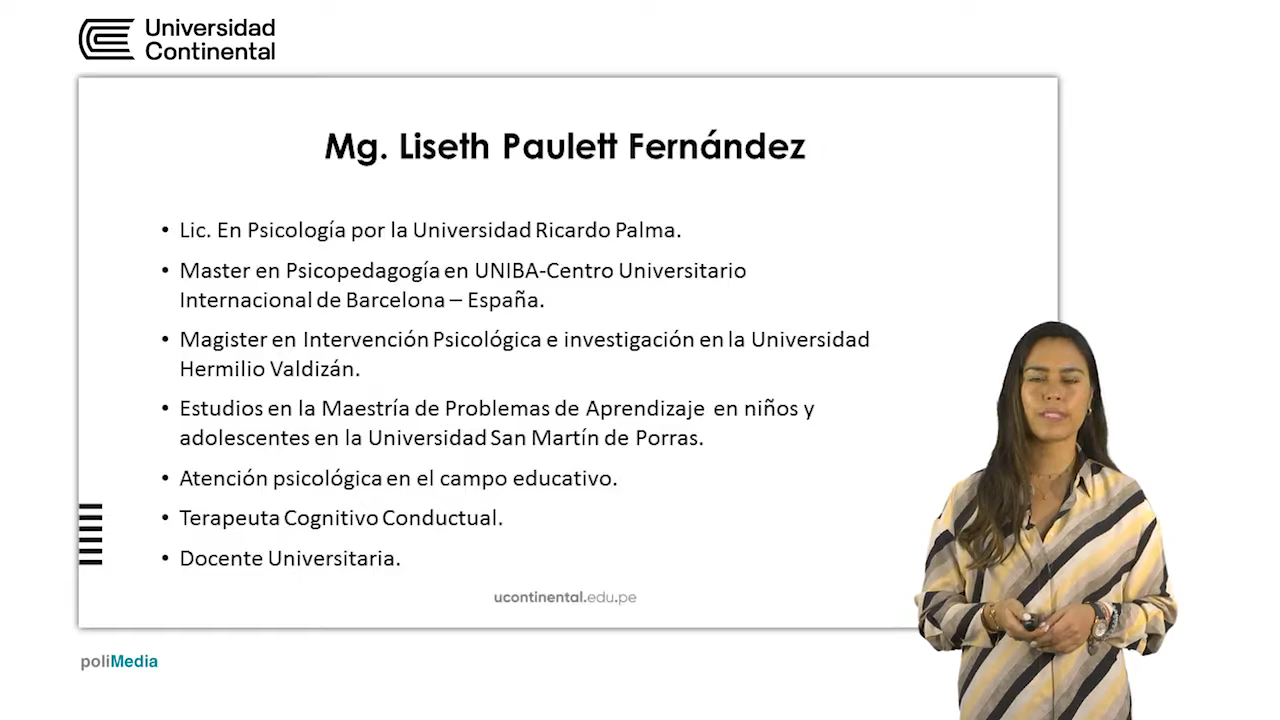 Universidad
Continental
Mg. Liseth Paulett Fernández
• Lic. En Psicología por la Universidad Ricardo Palma.
• Master en Psicopedagogía en UNIBA-Centro Universitario
Internacional de Barcelona – España.
• Magister en Intervención Psicológica e investigación en la Universidad
Hermilio Valdizán.
• Estudios en la Maestría de Problemas de Aprendizaje en niños y
adolescentes en la Universidad San Martín de Porras.
• Atención psicológica en el campo educativo.
• Terapeuta Cognitivo Conductual.
• Docente Universitaria.
ucontinental.edu.pe
poliMedia